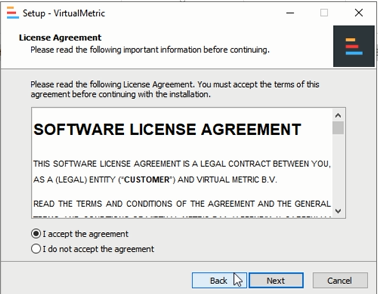 Setup - VirtualMetric
License Agreement
Please read the following important information before continuing.
Please read the following License Agreement. You must accept the terms of this
agreement before continuing with the installation.
SOFTWARE LICENSE AGREEMENT
THIS SOFTWARE LICENSE AGREEMENT IS A LEGAL CONTRACT BETWEEN YOU,
AS A (LEGAL) ENTITY ("CUSTOMER") AND VIRTUAL METRIC B.V.
READ THE TERMS AND CONDITIONS OF THE AGREEMENT AND THE GENERAL
I accept the agreement
I do not accept the agreement
Back
Next
Cancel